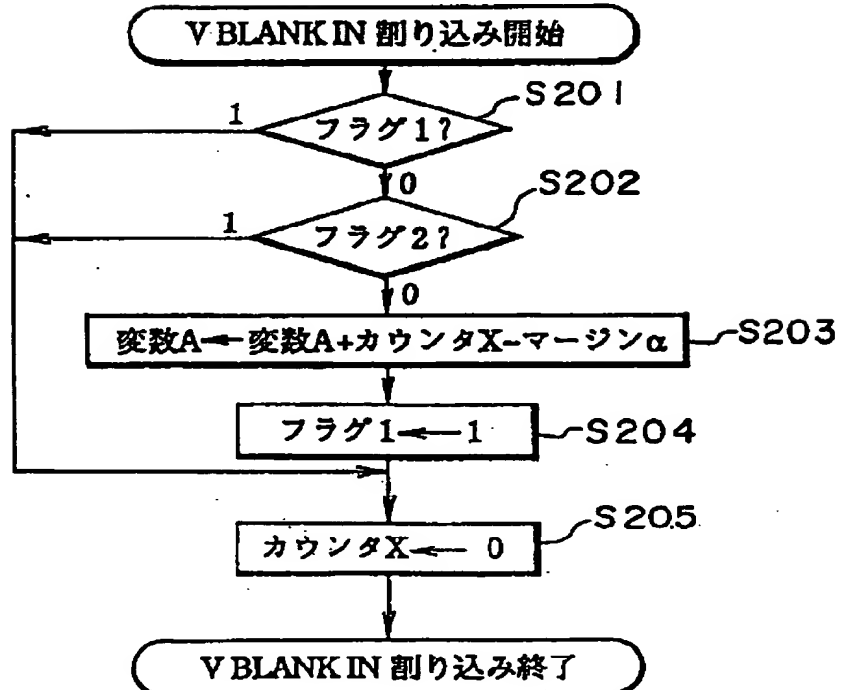 V BLANK IN 割り込み開始
S201
フラグ1?
1
0
S202
フラグ2?
1
0
変数A←変数A+カウンタX-マージンα
S203
フラグ1←1
S204
カウンタX←0
S205
V BLANK IN 割り込み終了